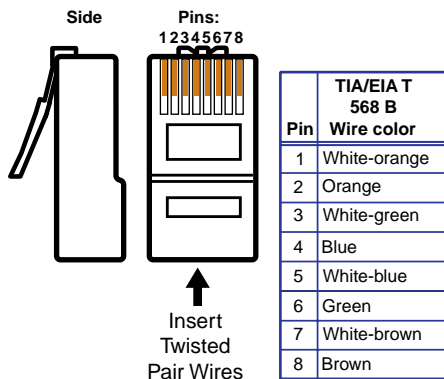 Side
Pins:
12345678
Insert
Twisted
Pair Wires
TIA/EIA T
568 B
Pin Wire color
1 White-orange
2 Orange
3 White-green
4 Blue
5 White-blue
6 Green
7 White-brown
8 Brown